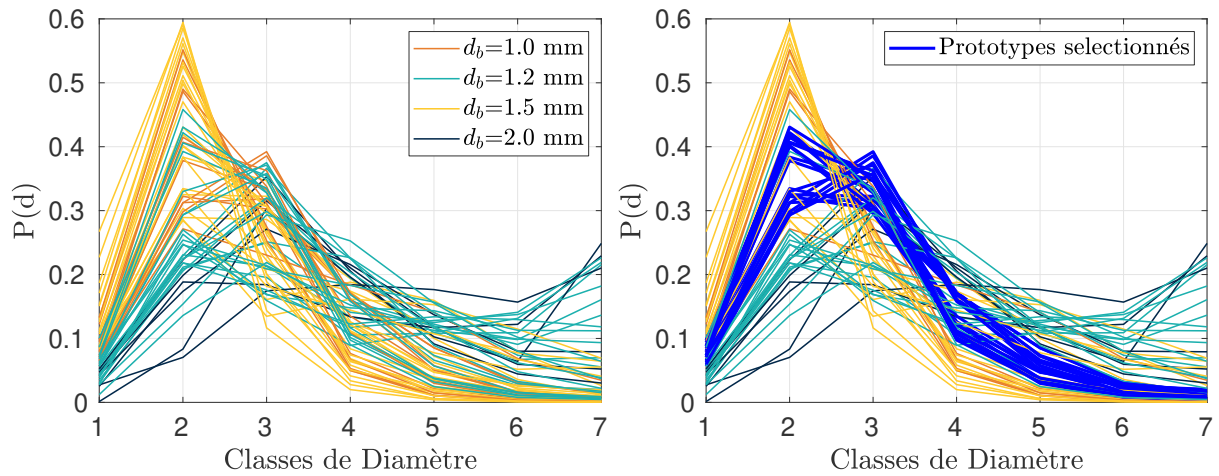 0.6
0.5
0.4
0.3
0.2
0.1
0
P(d)
1 2 3 4 5 6 7
Classes de Diamètre
d_b=1.0 mm
d_b=1.2 mm
d_b=1.5 mm
d_b=2.0 mm
0.6
0.5
0.4
0.3
0.2
0.1
0
P(d)
1 2 3 4 5 6 7
Classes de Diamètre
Prototypes selectionnés